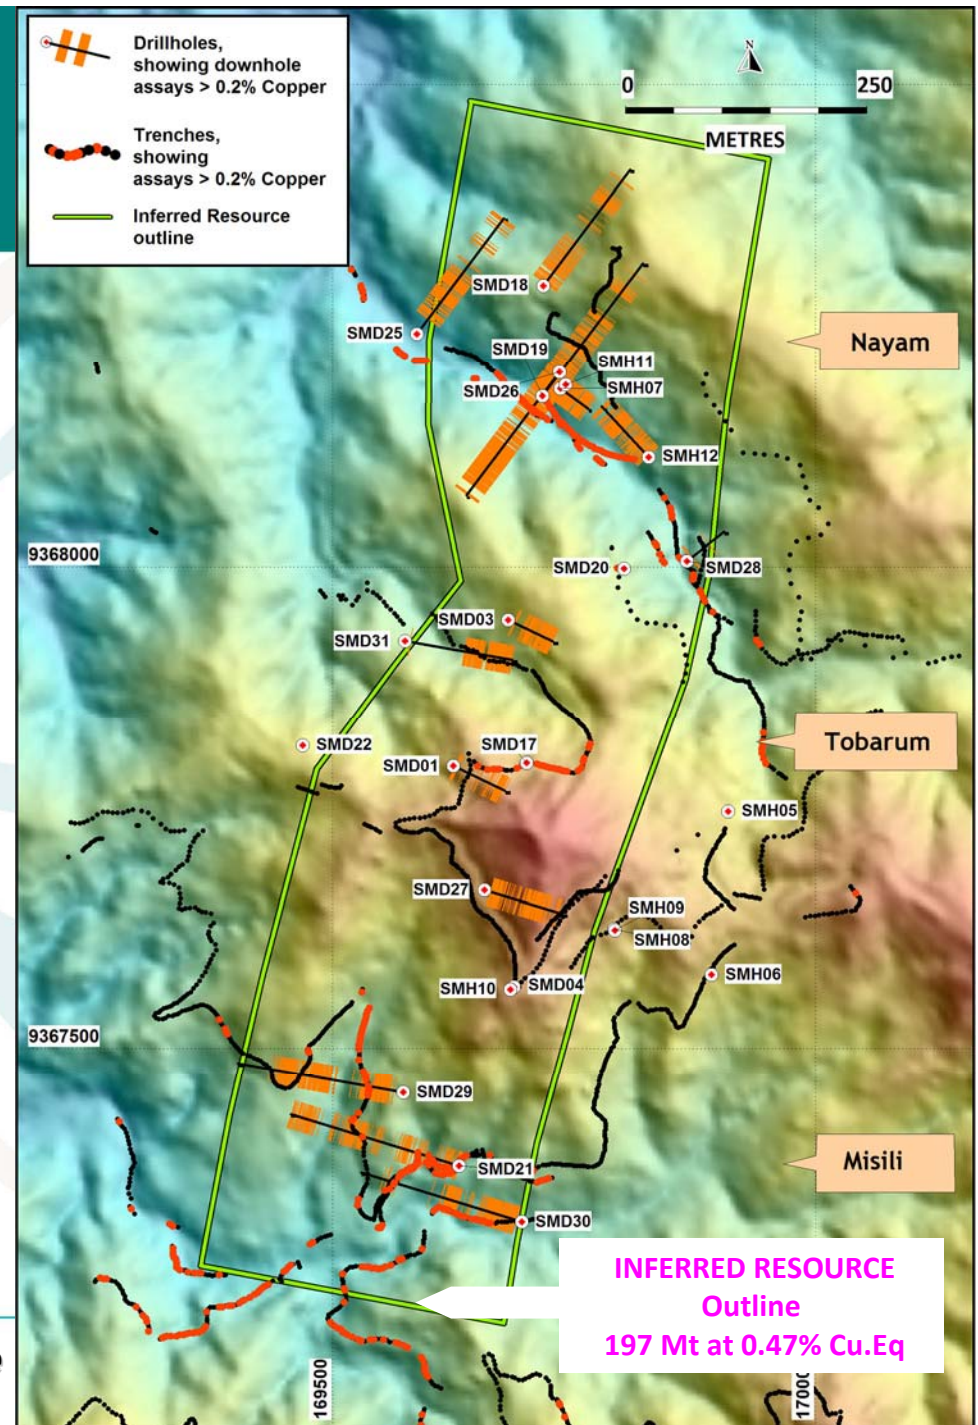 Drillholes,
showing downhole
assays > 0.2% Copper
Trenches,
showing
assays > 0.2% Copper
Inferred Resource
outline
N
0 250
METRES
SMD18
SMD25
Nayam
SMD19
SMH11
SMD26
SMH07
SMH12
9368000
SMD20
SMD28
SMD03
SMD31
SMD22
SMD17
SMD01
Tobarum
SMH05
SMD27
SMH09
SMH08
SMH06
SMH10
SMD04
9367500
SMD29
SMD21
Misili
SMD30
INFERRED RESOURCE
Outline
197 Mt at 0.47% Cu.Eq
169500